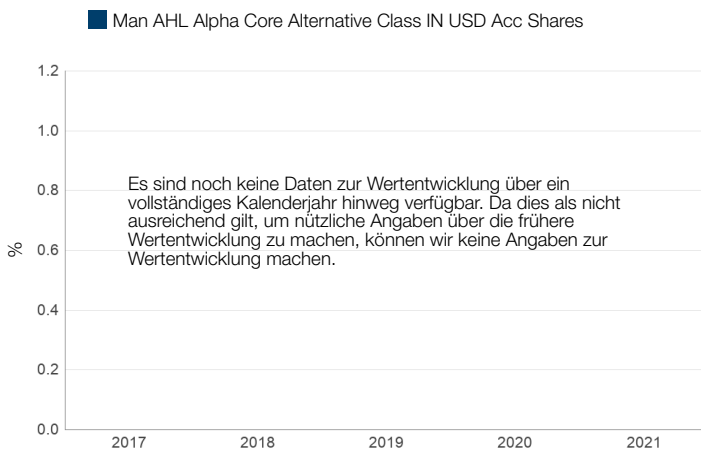 Man AHL Alpha Core Alternative Class IN USD Acc Shares
1.2
1.0
0.8
0.6
0.4
0.2
0.0
%
Es sind noch keine Daten zur Wertentwicklung über ein
vollständiges Kalenderjahr hinweg verfügbar. Da dies als nicht
ausreichend gilt, um nützliche Angaben über die frühere
Wertentwicklung zu machen, können wir keine Angaben zur
Wertentwicklung machen.
2017 2018 2019 2020 2021